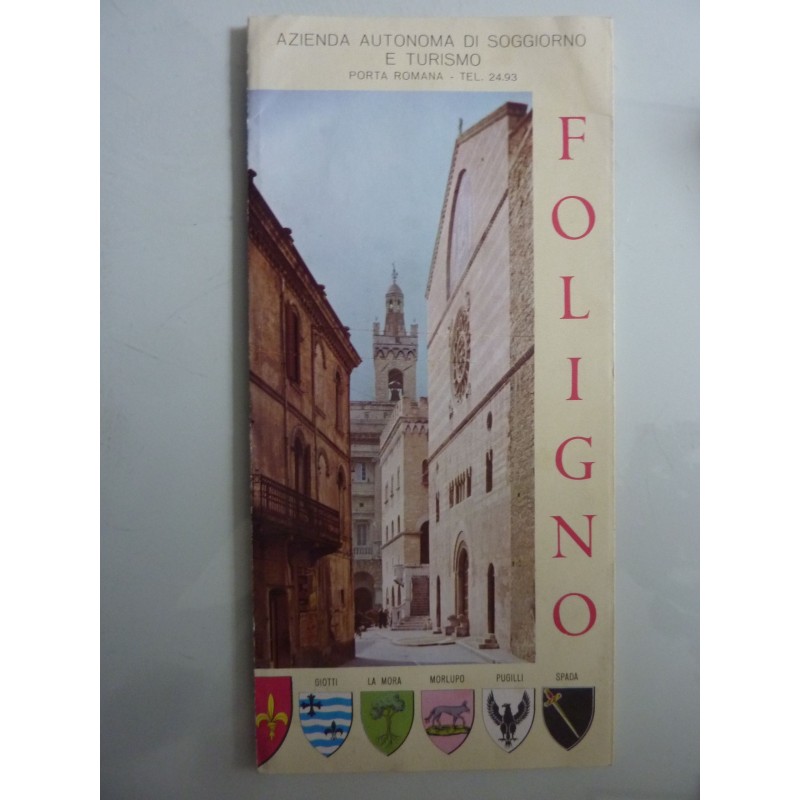 AZIENDA AUTONOMA DI SOGGIORNO
E TURISMO
PORTA ROMANA - TEL. 24.93
FOLIGNO
GIOTTI LA MORA MORLUPO PUGILLI SPADA